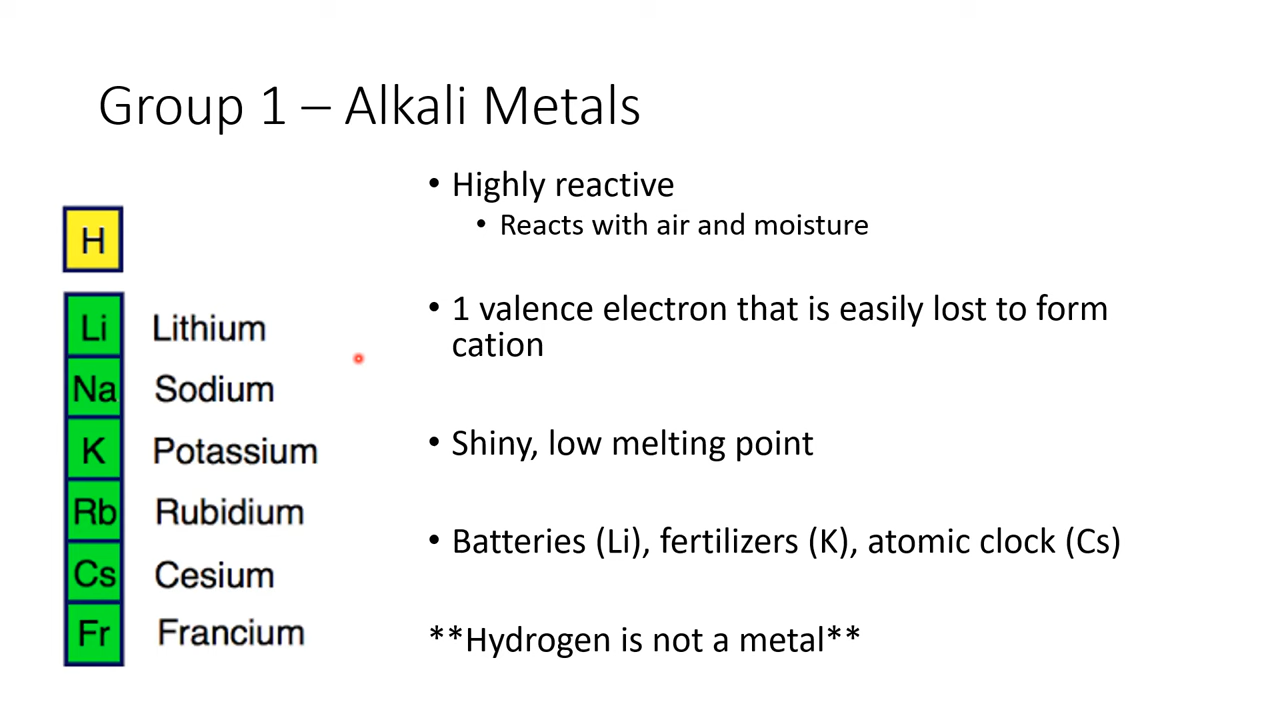 Group 1 – Alkali Metals
H
Li Lithium
Na Sodium
K Potassium
Rb Rubidium
Cs Cesium
Fr Francium
• Highly reactive
• Reacts with air and moisture
• 1 valence electron that is easily lost to form
cation
• Shiny, low melting point
• Batteries (Li), fertilizers (K), atomic clock (Cs)
**Hydrogen is not a metal**